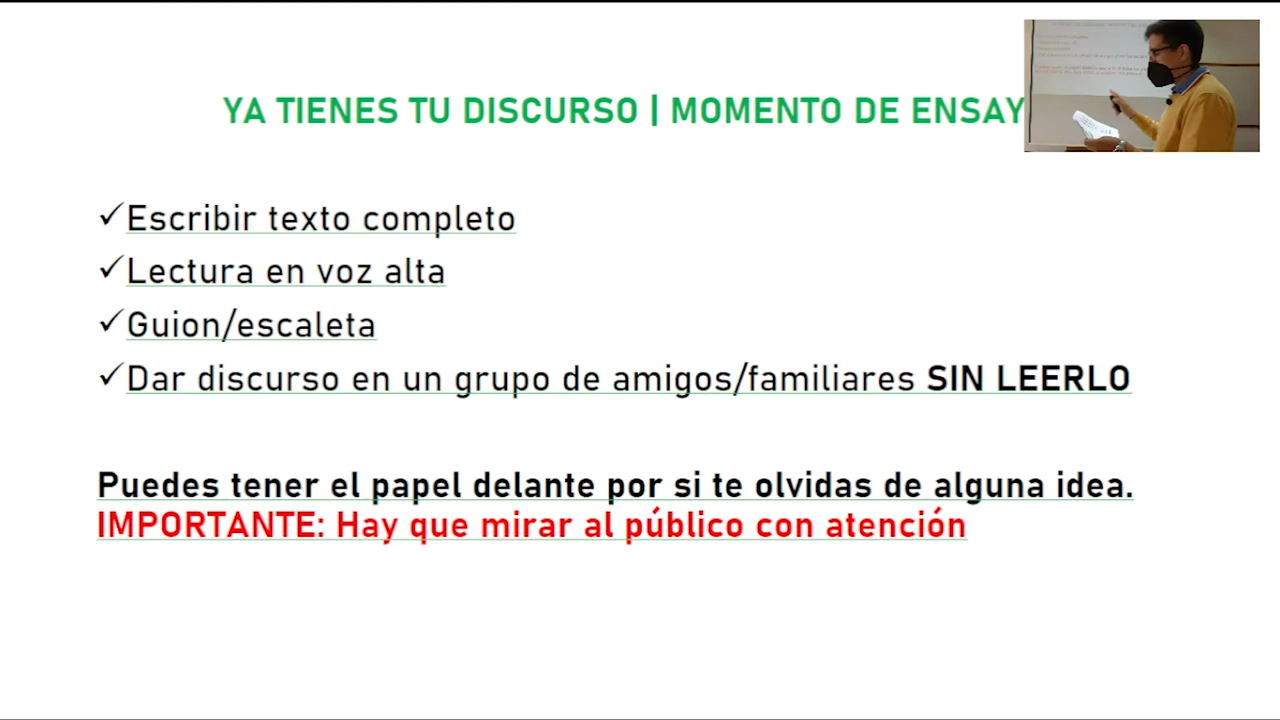 YA TIENES TU DISCURSO | MOMENTO DE ENSAY
✓Escribir texto completo
✓Lectura en voz alta
✓Guion/escaleta
✓Dar discurso en un grupo de amigos/familiares SIN LEERLO
Puedes tener el papel delante por si te olvidas de alguna idea.
IMPORTANTE: Hay que mirar al público con atención